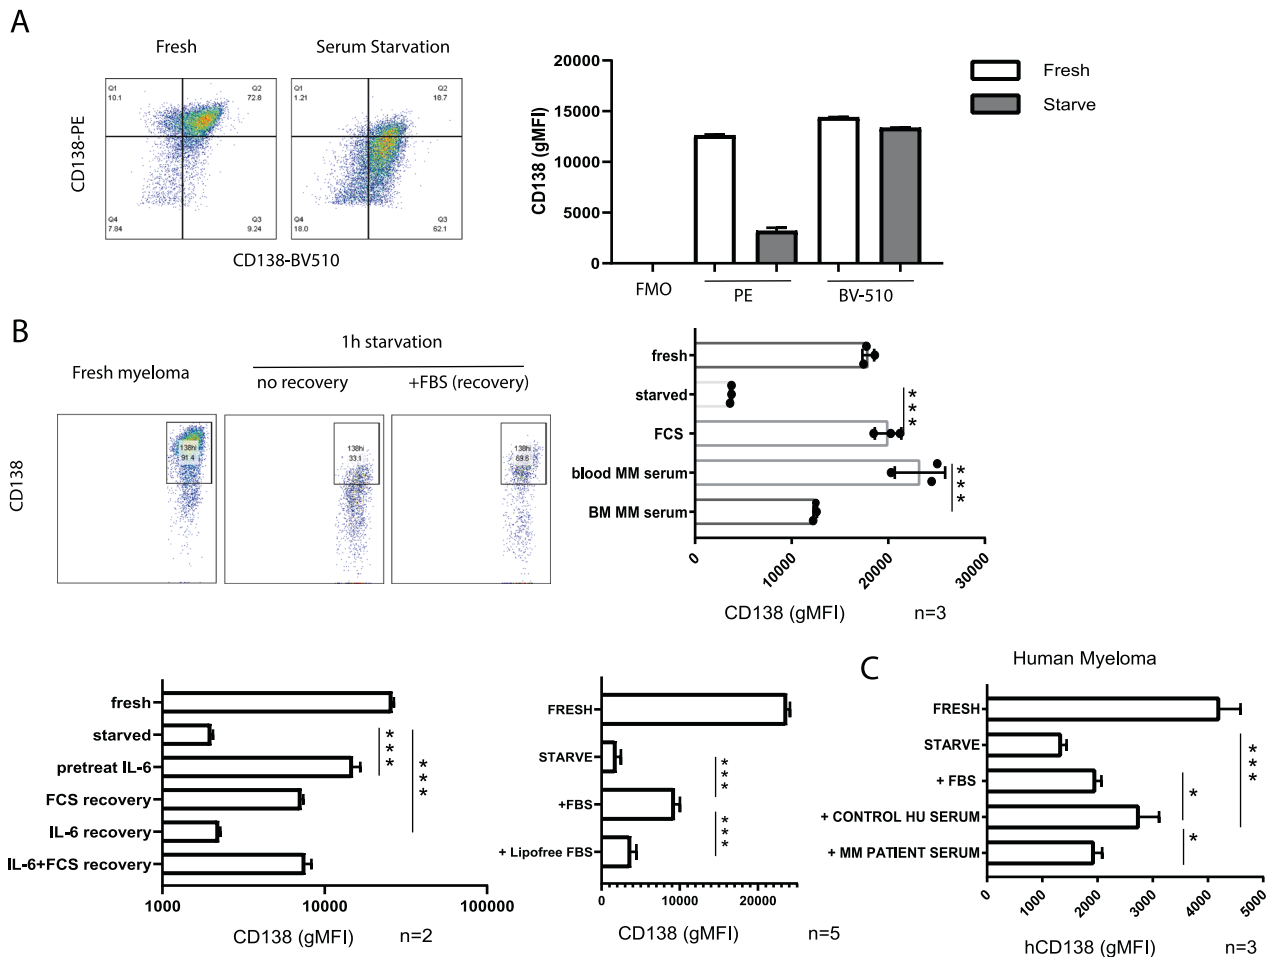 A
Fresh
Serum Starvation
Q1
10.1
Q2
72.8
Q4
7.84
Q3
9.24
Q1
1.21
Q2
18.7
Q4
18.0
Q3
62.1
CD138-PE
CD138-BV510
20000
15000
10000
5000
0
CD138 (gMFI)
FMO
PE
BV-510
Fresh
Starve
B
Fresh myeloma
1h starvation
no recovery
+FBS (recovery)
138hi
91.4
138hi
33.1
138hi
69.6
CD138
fresh
starved
FCS
blood MM serum
BM MM serum
***
***
0
10000
20000
30000
CD138 (gMFI)
n=3
fresh
starved
pretreat IL-6
FCS recovery
IL-6 recovery
IL-6+FCS recovery
***
***
1000
10000
100000
CD138 (gMFI)
n=2
FRESH
STARVE
+FBS
+ Lipofree FBS
***
***
0
10000
20000
CD138 (gMFI)
n=5
C
Human Myeloma
FRESH
STARVE
+ FBS
+ CONTROL HU SERUM
+ MM PATIENT SERUM
*
*
***
0
1000
2000
3000
4000
5000
hCD138 (gMFI)
n=3